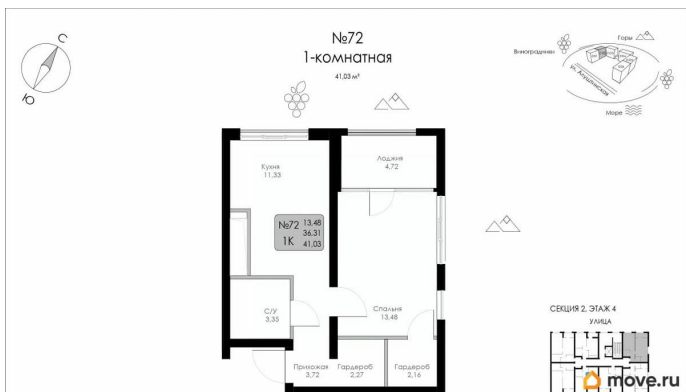 С
Ю
№72
1-комнатная
41,03 м²
Горы
Виноградники
ул. Алуштинская
Море
Кухня
11,33
Лоджия
4,72
№72 13,48
36,31
1К 41,03
С/У
3,35
Спальня
13,48
Прихожая
3,72
Гардероб
2,27
Гардероб
2,16
СЕКЦИЯ 2, ЭТАЖ 4
УЛИЦА
move.ru